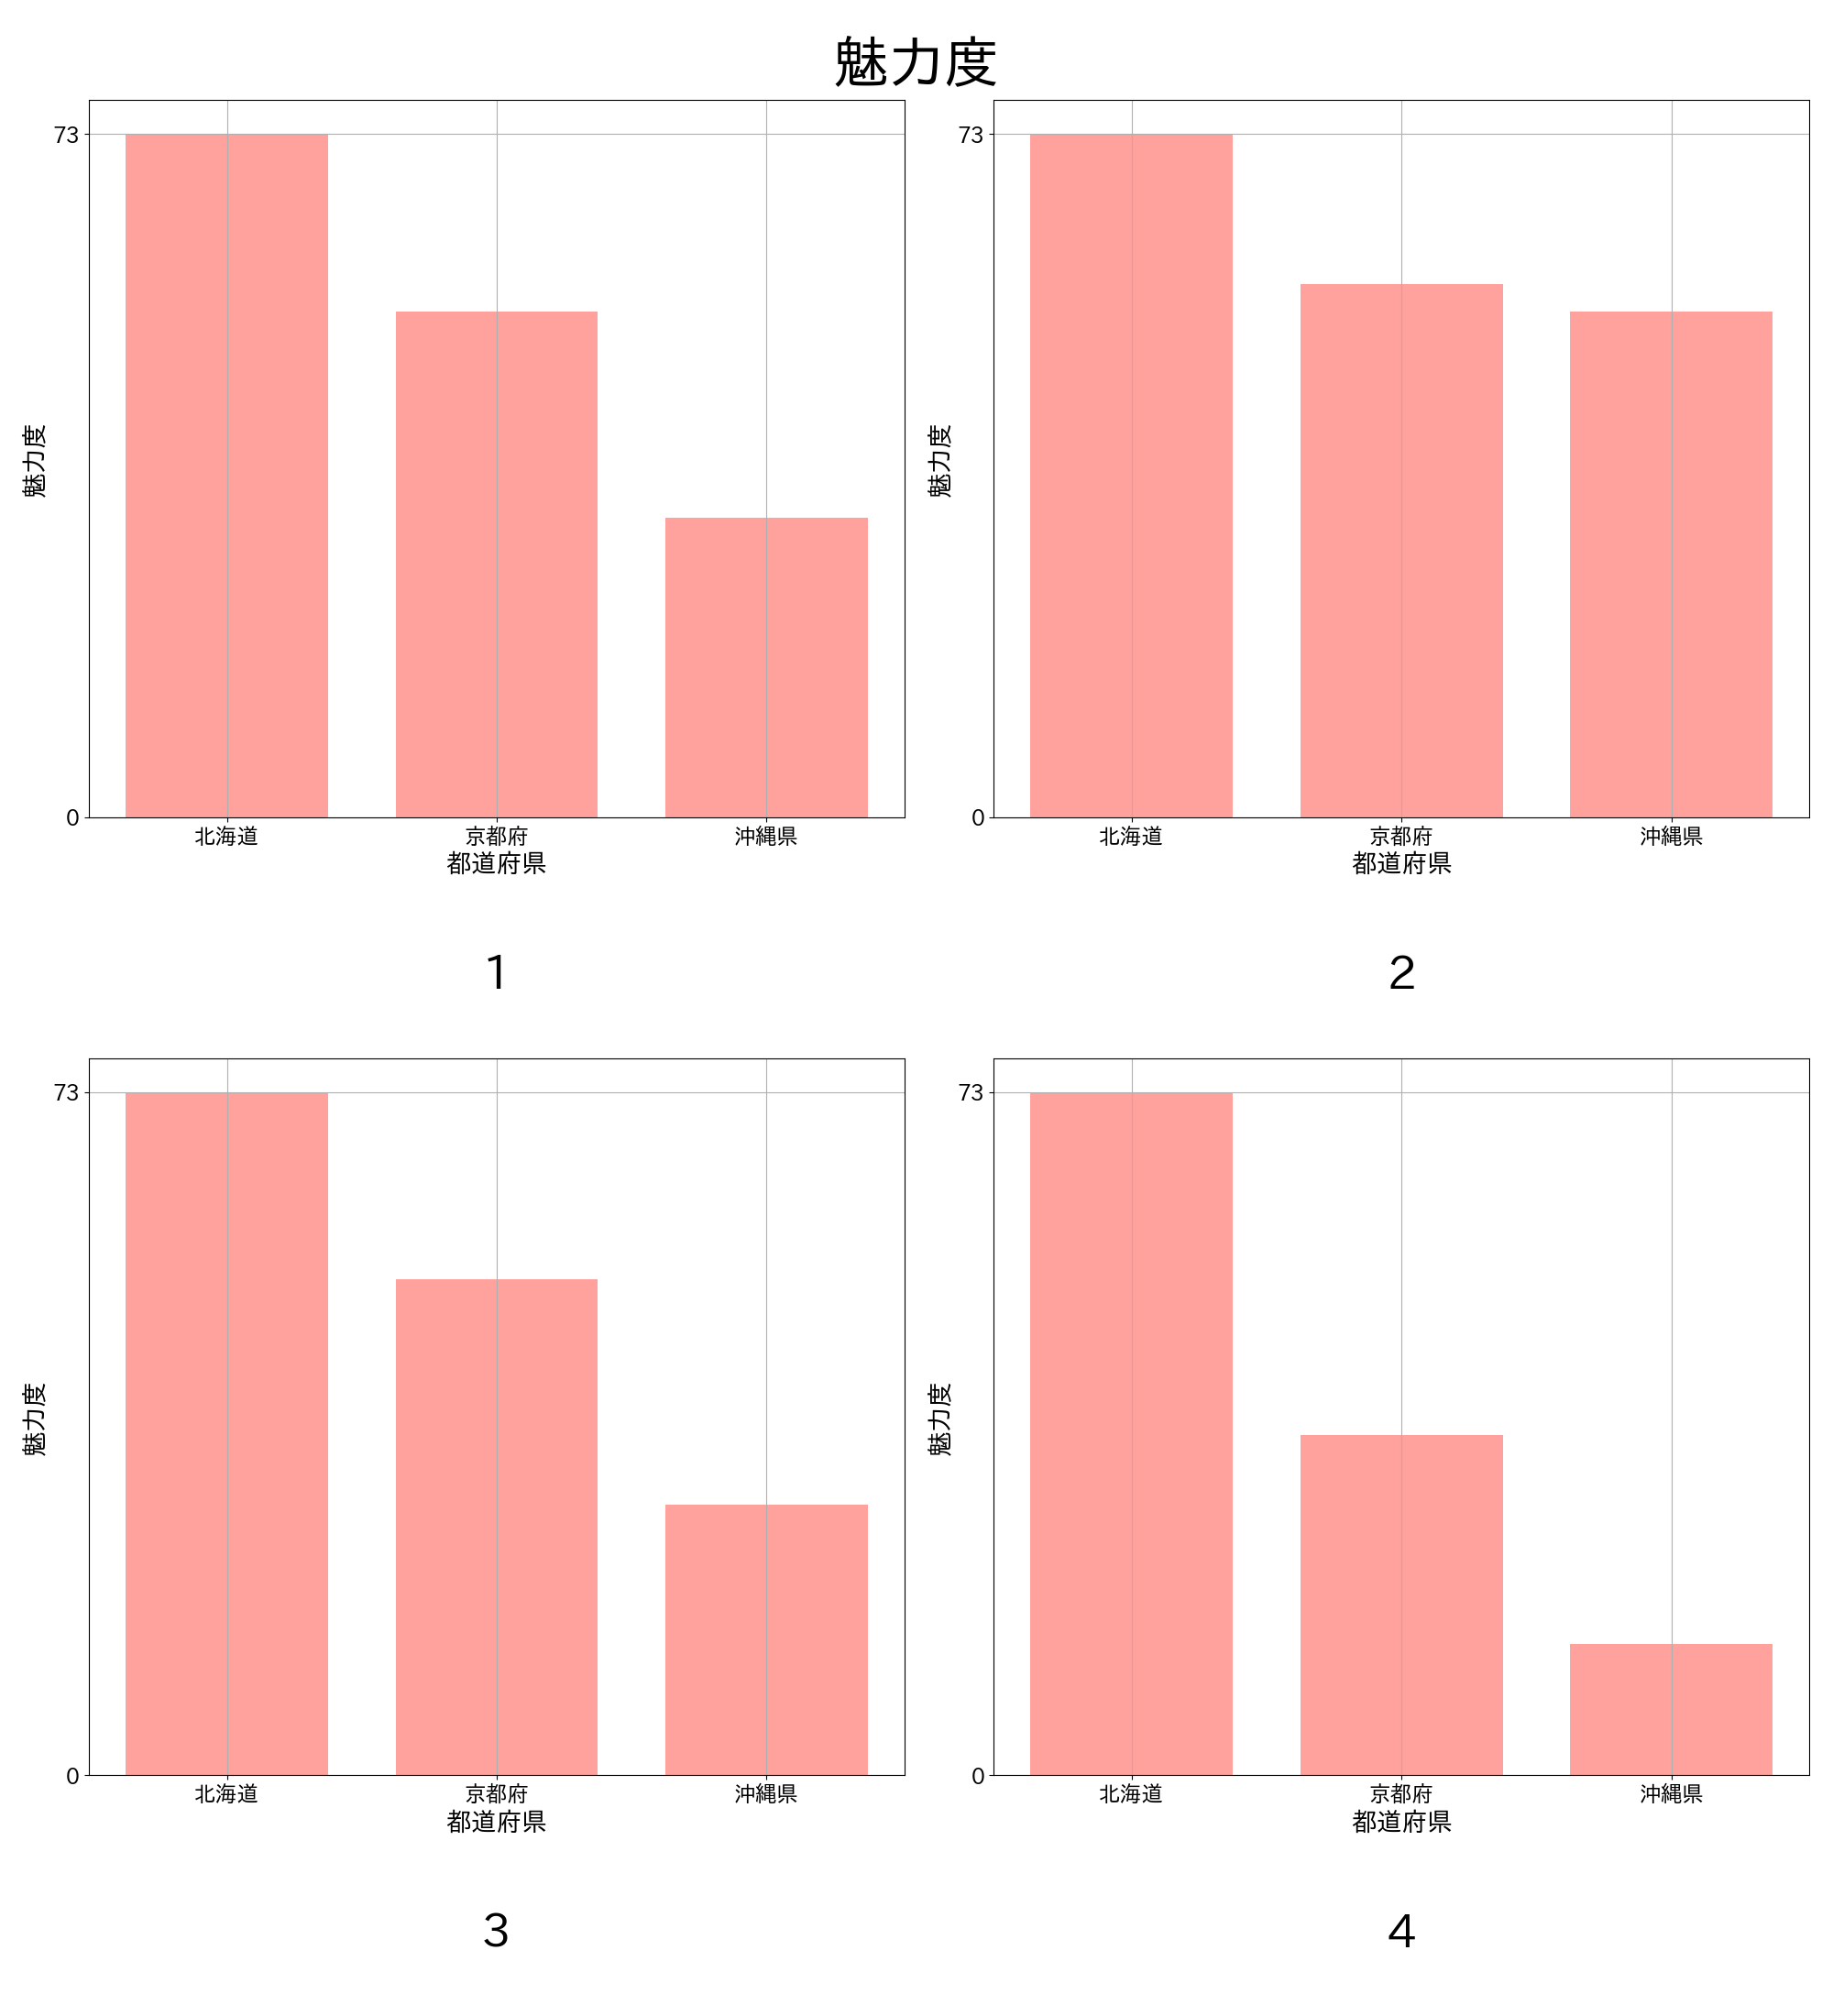 魅力度
73
0
魅力度
北海道 京都府 沖縄県
都道府県
1
73
0
魅力度
北海道 京都府 沖縄県
都道府県
2
73
0
魅力度
北海道 京都府 沖縄県
都道府県
3
73
0
魅力度
北海道 京都府 沖縄県
都道府県
4